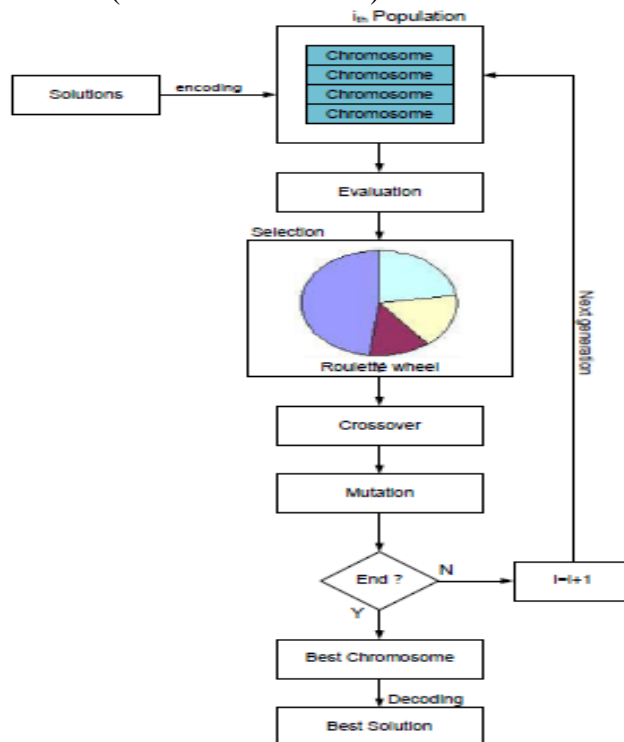 i_th Population
Chromosome
Chromosome
Chromosome
Chromosome
Solutions
encoding
Evaluation
Selection
Roulette wheel
Next generation
Crossover
Mutation
End ?
N
I=I+1
Y
Best Chromosome
Decoding
Best Solution